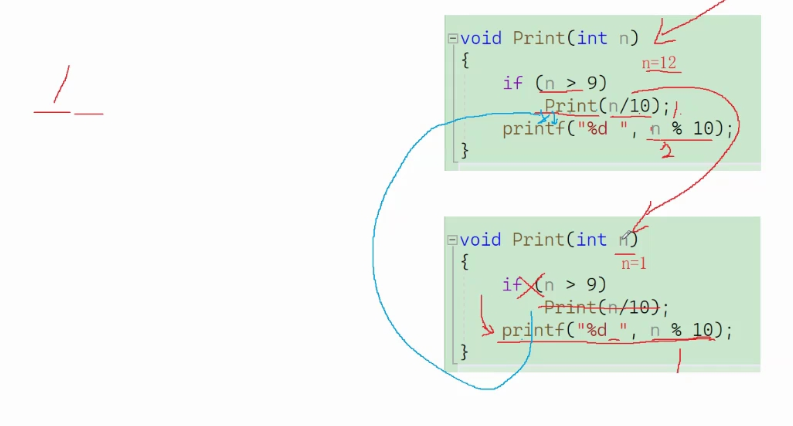 void Print(int n)
{
n=12
if (n > 9)
Print(n/10); 1
printf("%d ", n % 10);
2
}
1
void Print(int n)
{
n=1
if (n > 9)
Print(n/10);
printf("%d ", n % 10);
1
}